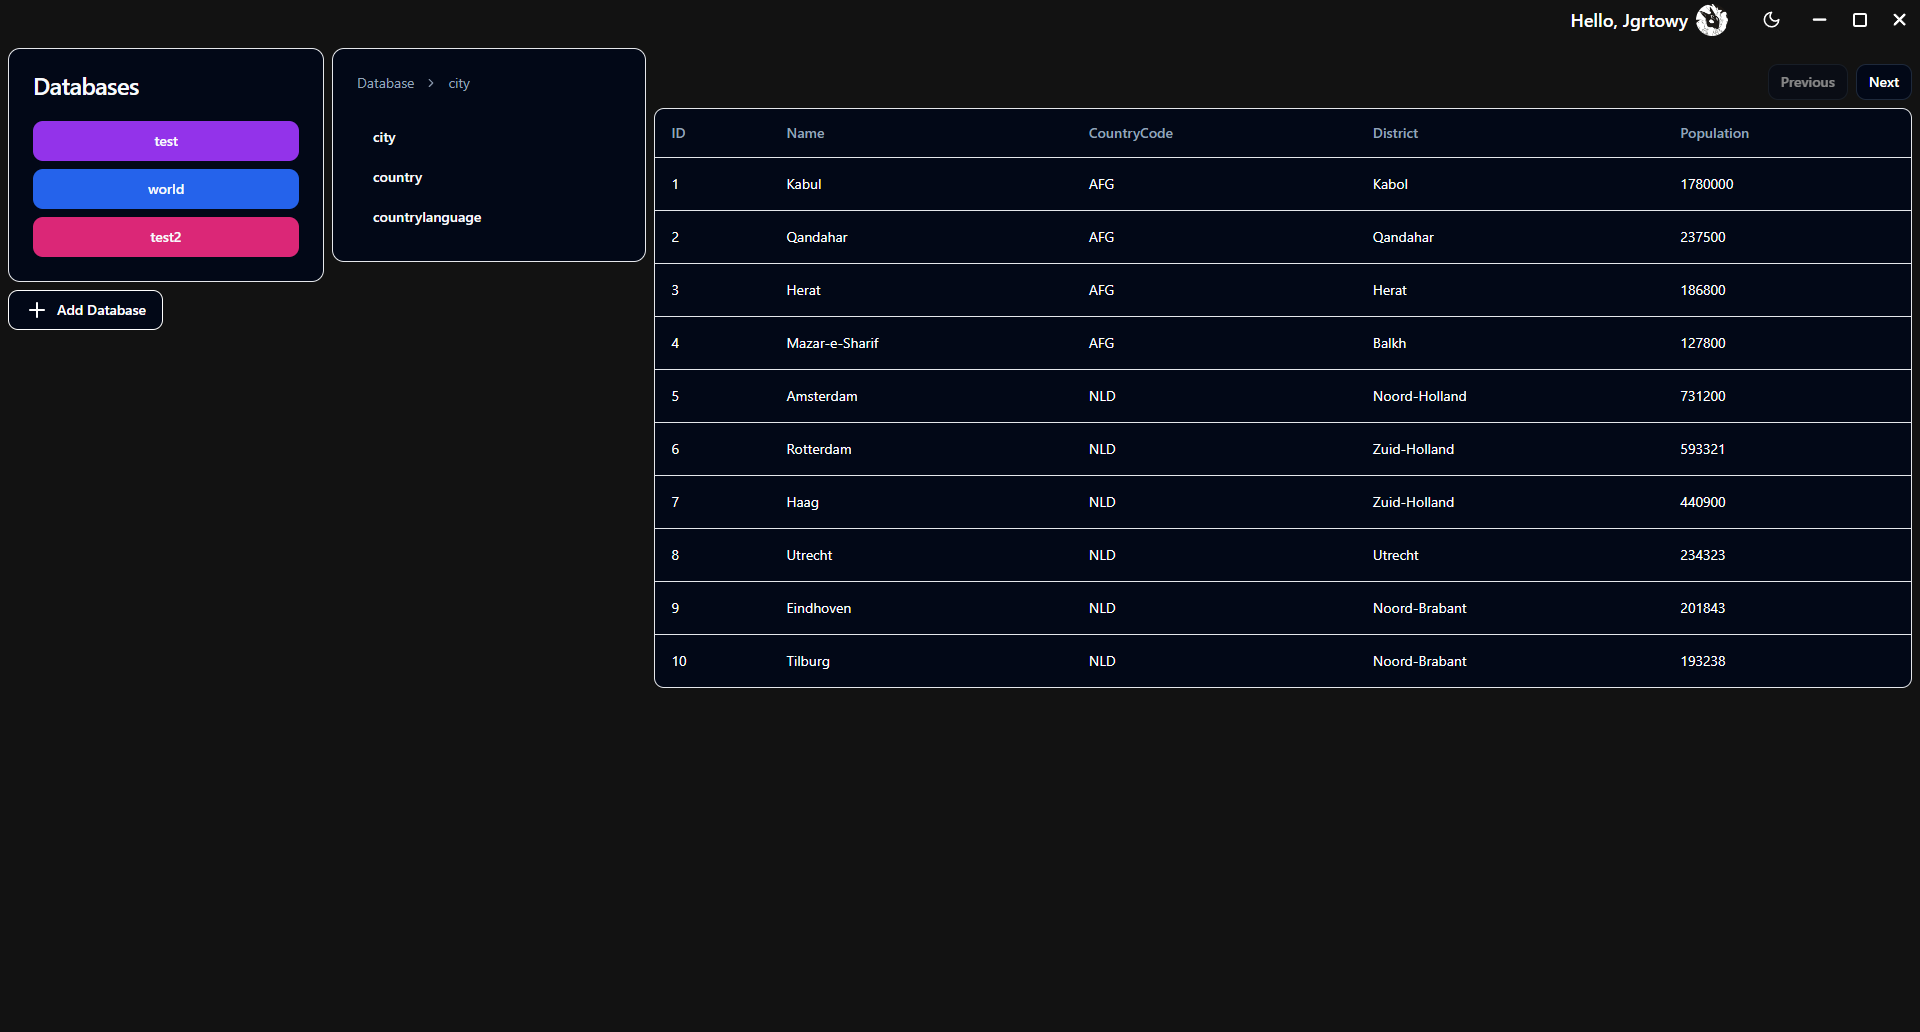 Hello, Jgrtowy
Databases
test
world
test2
Add Database
Database > city
city
country
countrylanguage
Previous Next
ID Name CountryCode District Population
1 Kabul AFG Kabol 1780000
2 Qandahar AFG Qandahar 237500
3 Herat AFG Herat 186800
4 Mazar-e-Sharif AFG Balkh 127800
5 Amsterdam NLD Noord-Holland 731200
6 Rotterdam NLD Zuid-Holland 593321
7 Haag NLD Zuid-Holland 440900
8 Utrecht NLD Utrecht 234323
9 Eindhoven NLD Noord-Brabant 201843
10 Tilburg NLD Noord-Brabant 193238